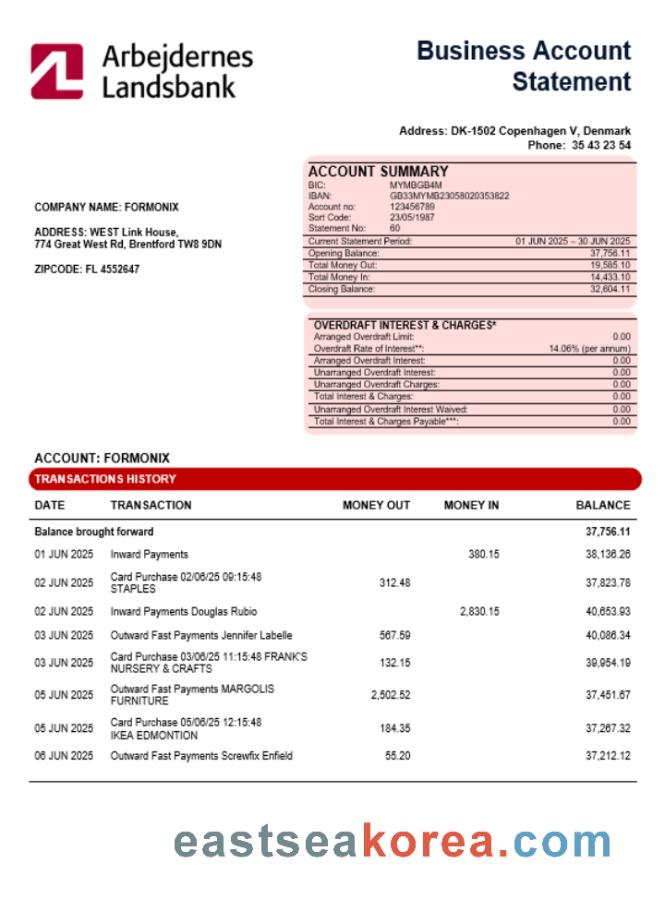 Arbejdernes
Landsbank
Business Account
Statement
Address: DK-1502 Copenhagen V, Denmark
Phone: 35 43 23 54
COMPANY NAME: FORMONIX
ADDRESS: WEST Link House,
774 Great West Rd, Brentford TW8 9DN
ZIPCODE: FL 4552647
ACCOUNT SUMMARY
BIC: MYMBGB4M
IBAN: GB33MYMB23058020353822
Account no: 123456789
Sort Code: 23/05/1987
Statement No: 60
Current Statement Period: 01 JUN 2025 – 30 JUN 2025
Opening Balance: 37,756.11
Total Money Out: 19,585.10
Total Money In: 14,433.10
Closing Balance: 32,604.11
OVERDRAFT INTEREST & CHARGES*
Arranged Overdraft Limit: 0.00
Overdraft Rate of Interest**: 14.06% (per annum)
Arranged Overdraft Interest: 0.00
Unarranged Overdraft Interest: 0.00
Unarranged Overdraft Charges: 0.00
Total Interest & Charges: 0.00
Unarranged Overdraft Interest Waived: 0.00
Total Interest & Charges Payable***: 0.00
ACCOUNT: FORMONIX
TRANSACTIONS HISTORY
DATE TRANSACTION MONEY OUT MONEY IN BALANCE
Balance brought forward 37,756.11
01 JUN 2025 Inward Payments 380.15 38,136.26
02 JUN 2025 Card Purchase 02/06/25 09:15:48 312.48 37,823.78
STAPLES
02 JUN 2025 Inward Payments Douglas Rubio 2,830.15 40,653.93
03 JUN 2025 Outward Fast Payments Jennifer Labelle 567.59 40,086.34
03 JUN 2025 Card Purchase 03/06/25 11:15:48 FRANK'S 132.15 39,954.19
NURSERY & CRAFTS
05 JUN 2025 Outward Fast Payments MARGOLIS 2,502.52 37,451.67
FURNITURE
05 JUN 2025 Card Purchase 05/06/25 12:15:48 184.35 37,267.32
IKEA EDMONTION
06 JUN 2025 Outward Fast Payments Screwfix Enfield 55.20 37,212.12
eastseakorea.com